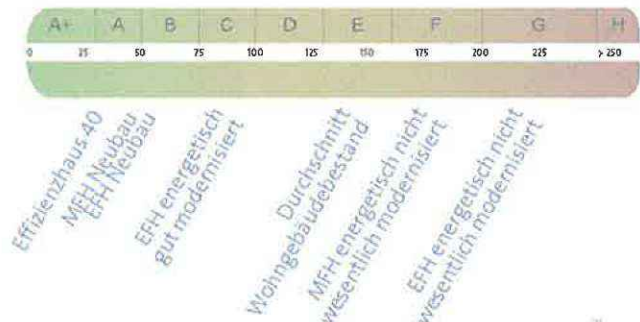 A+ A B C D E F G H
0 25 50 75 100 125 150 175 200 225 > 250
Effizienzhaus 40
MFH Neubau
EFH Neubau
EFH energetisch
gut modernisiert
Durchschnitt
Wohngebäudebestand
MFH energetisch nicht
wesentlich modernisiert
EFH energetisch nicht
wesentlich modernisiert